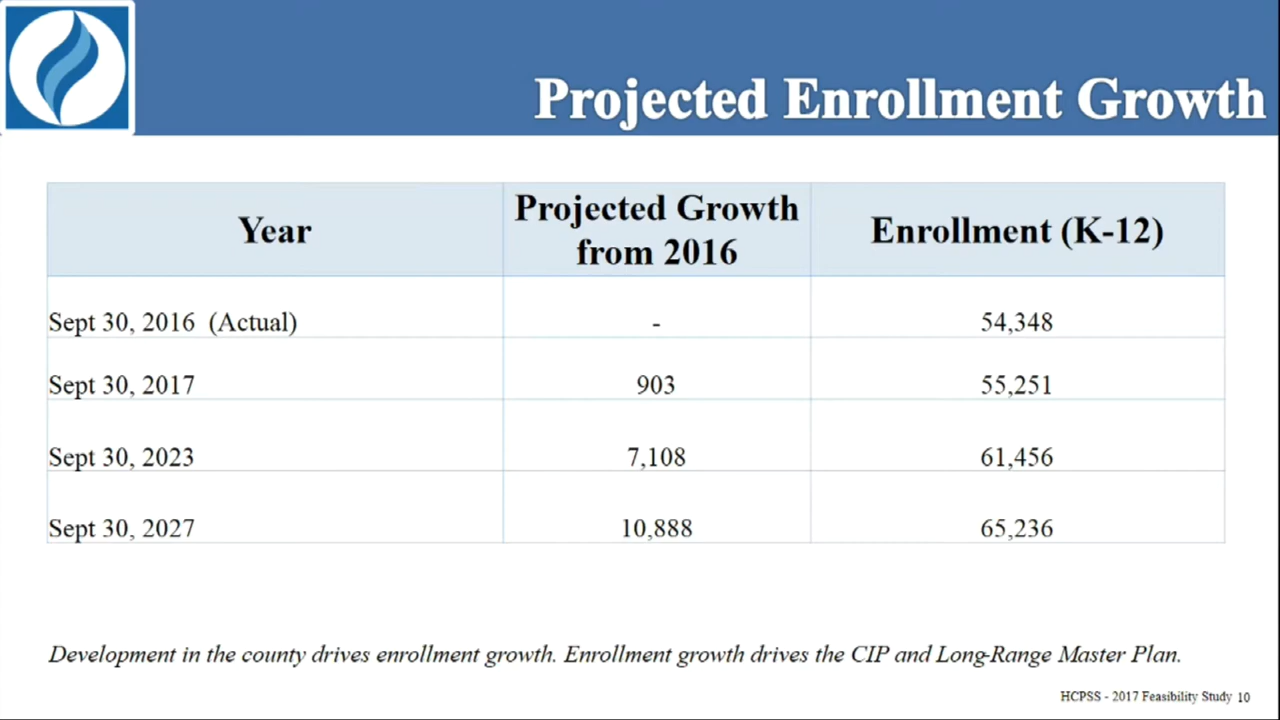 Projected Enrollment Growth
Year
Projected Growth
from 2016
Enrollment (K-12)
Sept 30, 2016 (Actual)
-
54,348
Sept 30, 2017
903
55,251
Sept 30, 2023
7,108
61,456
Sept 30, 2027
10,888
65,236
Development in the county drives enrollment growth. Enrollment growth drives the CIP and Long-Range Master Plan.
HCPSS - 2017 Feasibility Study 10